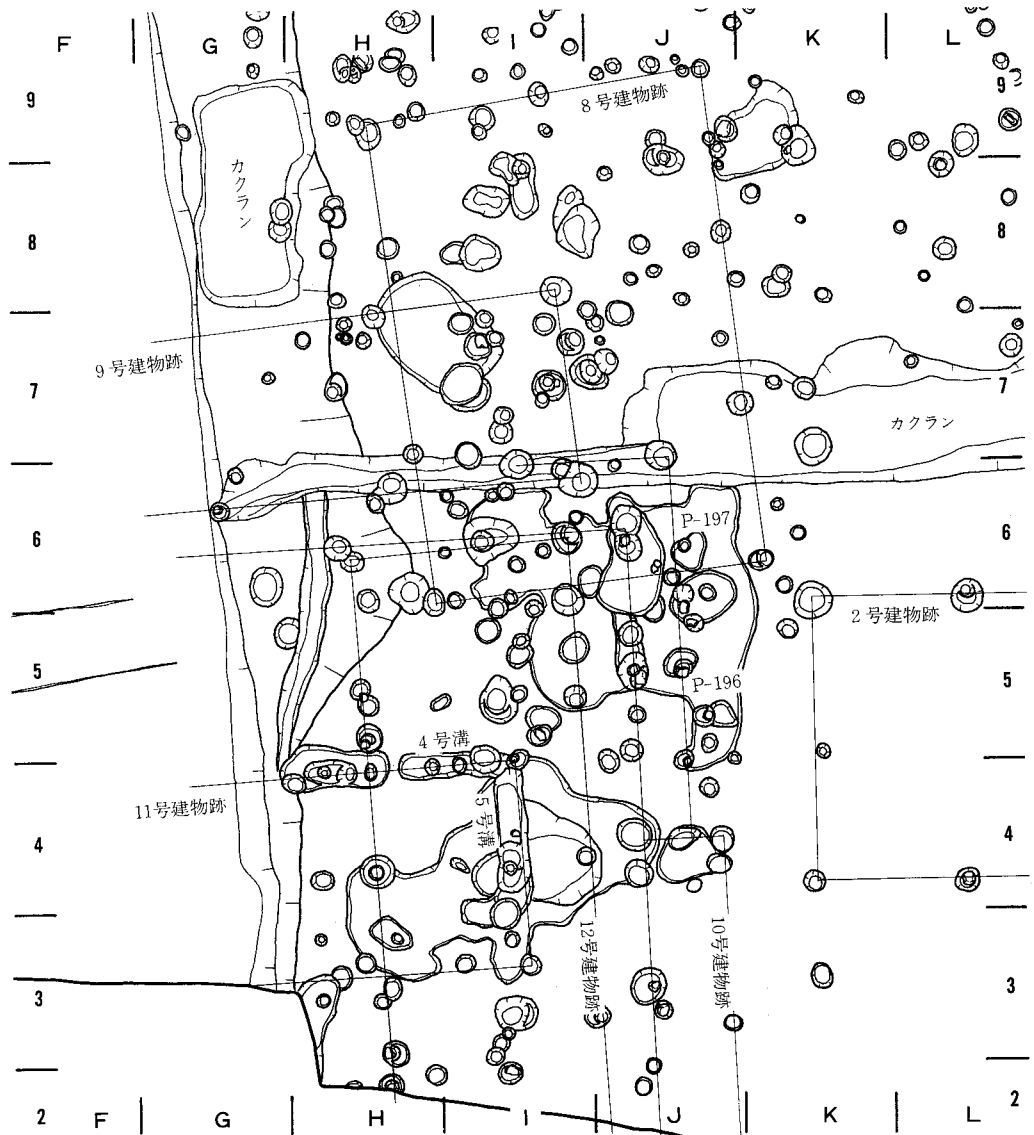 F G H I J K L
9 9
8号建物跡
カクラン
8 8
9号建物跡
7 7
カクラン
P-197
6 6
2号建物跡
5 5
P-196
4号溝
11号建物跡
5号溝
4 4
12号建物跡
10号建物跡
3 3
2 2
F G H I J K L